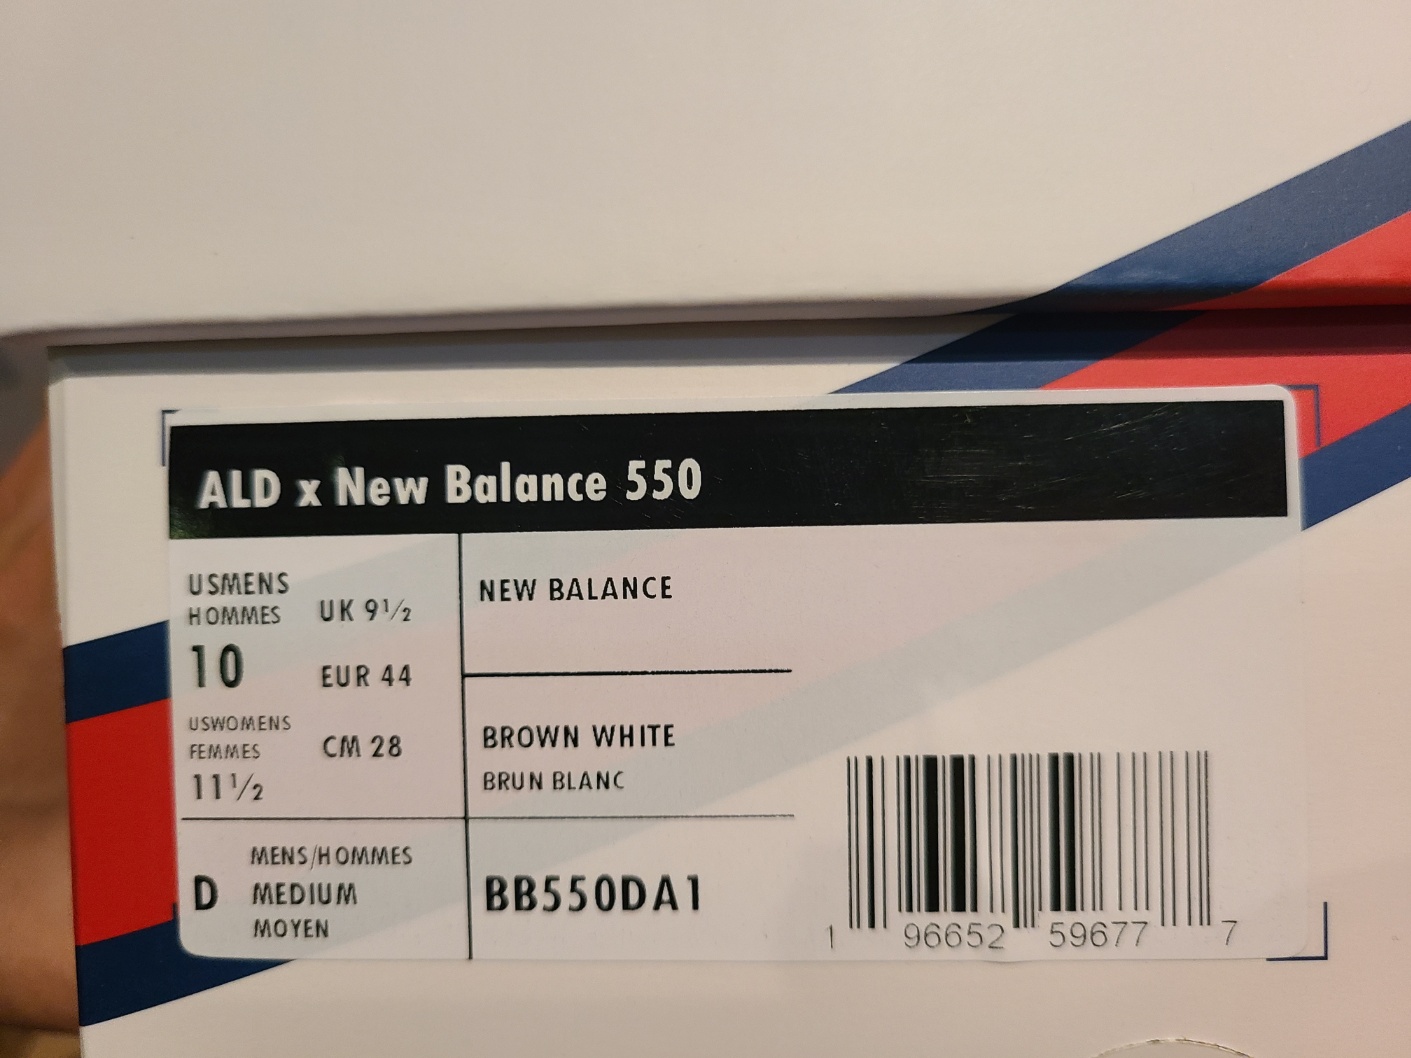 ALD x New Balance 550
USMENS
HOMMES
10
UK 9½
EUR 44
USWOMENS
FEMMES
11½
CM 28
NEW BALANCE
BROWN WHITE
BRUN BLANC
D
MENS/HOMMES
MEDIUM
MOYEN
BB550DA1
1 96652 59677 7